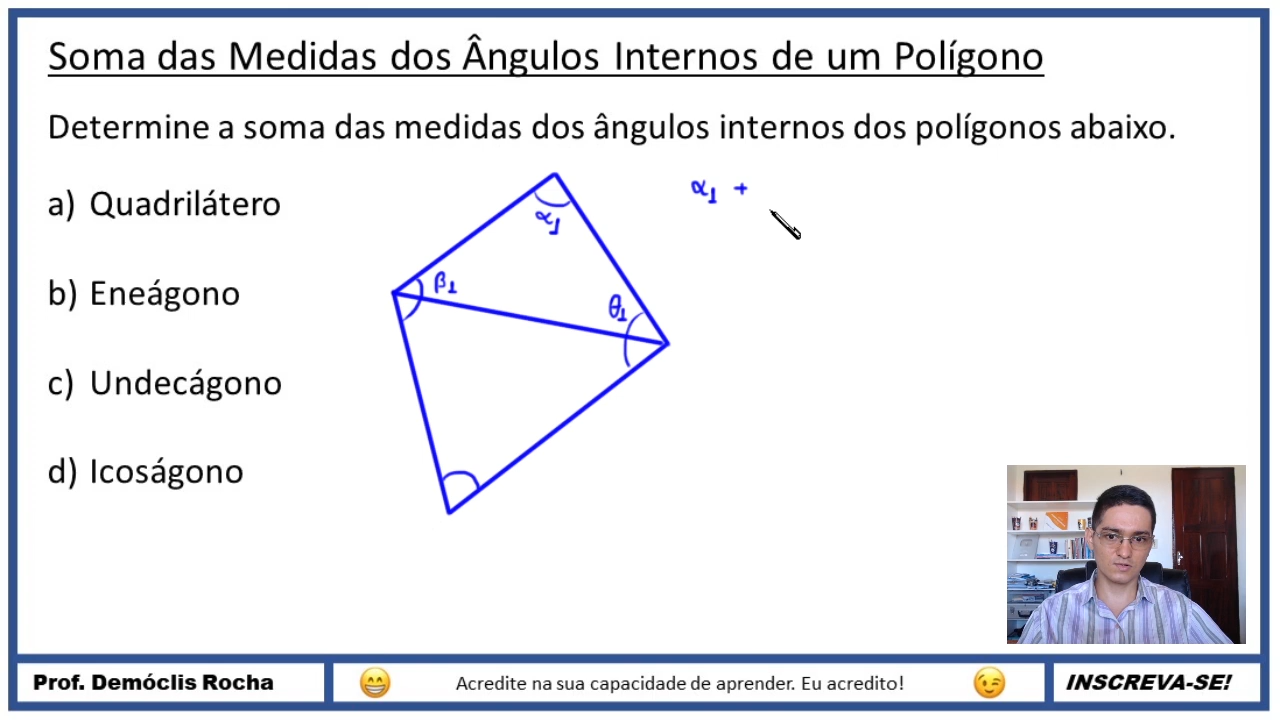 Soma das Medidas dos Ângulos Internos de um Polígono
Determine a soma das medidas dos ângulos internos dos polígonos abaixo.
a) Quadrilátero
b) Eneágono
c) Undecágono
d) Icoságono
α₁
β₁
θ₁
α₁ +
Prof. Demóclis Rocha
Acredite na sua capacidade de aprender. Eu acredito!
INSCREVA-SE!